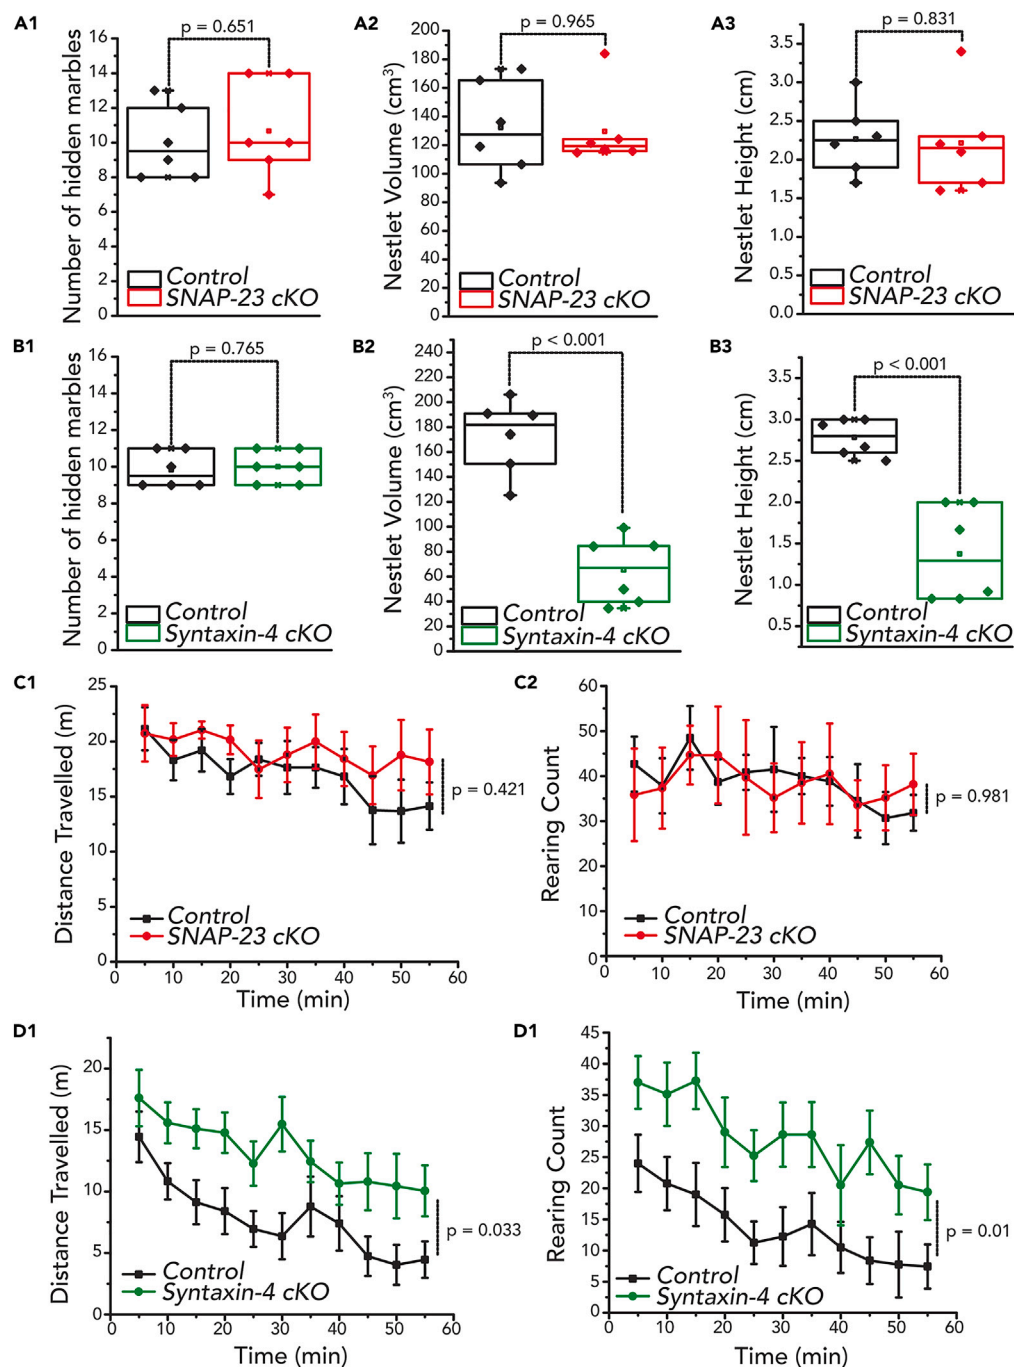 A1
p = 0.651
Number of hidden marbles
16
14
12
10
8
6
4
2
0
Control
SNAP-23 cKO
A2
p = 0.965
Nestlet Volume (cm³)
200
180
160
140
120
100
80
60
40
20
0
Control
SNAP-23 cKO
A3
p = 0.831
Nestlet Height (cm)
3.5
3.0
2.5
2.0
1.5
1.0
0.5
0.0
Control
SNAP-23 cKO
B1
p = 0.765
Number of hidden marbles
16
14
12
10
8
6
4
2
0
Control
Syntaxin-4 cKO
B2
p < 0.001
Nestlet Volume (cm³)
240
220
200
180
160
140
120
100
80
60
40
20
0
Control
Syntaxin-4 cKO
B3
p < 0.001
Nestlet Height (cm)
3.5
3.0
2.5
2.0
1.5
1.0
0.5
Control
Syntaxin-4 cKO
C1
Distance Travelled (m)
25
20
15
10
5
0
p = 0.421
Control
SNAP-23 cKO
0 10 20 30 40 50 60
Time (min)
C2
Rearing Count
60
50
40
30
20
10
0
p = 0.981
Control
SNAP-23 cKO
0 10 20 30 40 50 60
Time (min)
D1
Distance Travelled (m)
20
15
10
5
0
p = 0.033
Control
Syntaxin-4 cKO
0 10 20 30 40 50 60
Time (min)
D1
Rearing Count
45
40
35
30
25
20
15
10
5
0
p = 0.01
Control
Syntaxin-4 cKO
0 10 20 30 40 50 60
Time (min)